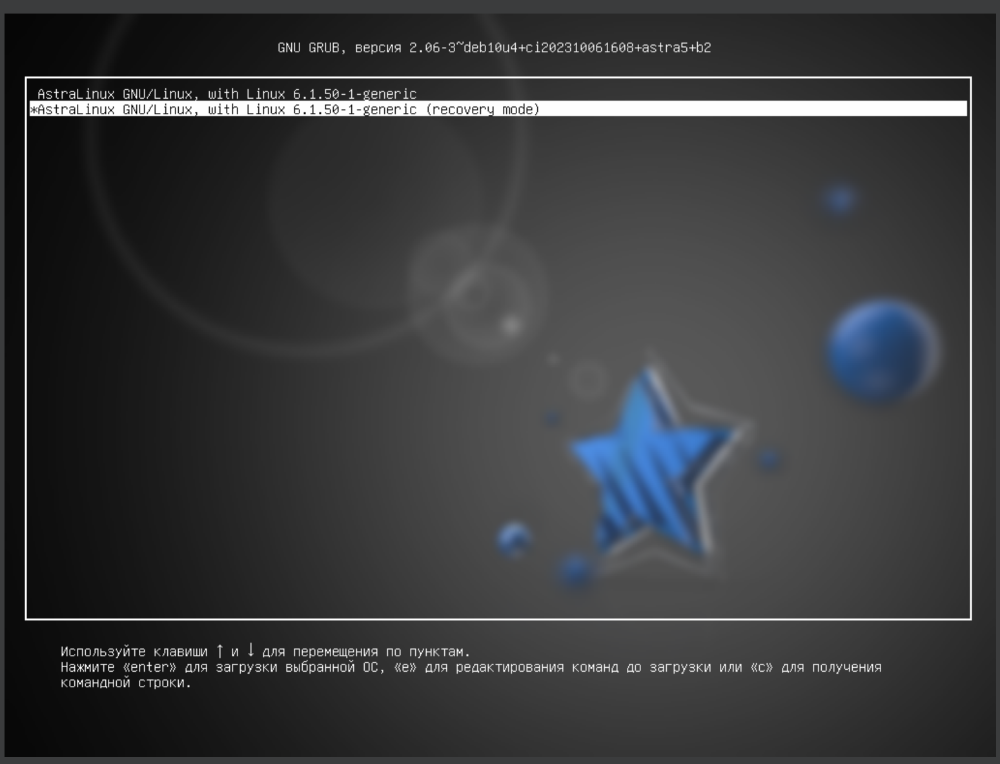 GNU GRUB, версия 2.06-3~deb10u4+ci202310061608+astra5+b2
AstraLinux GNU/Linux, with Linux 6.1.50-1-generic
*AstraLinux GNU/Linux, with Linux 6.1.50-1-generic (recovery mode)
Используйте клавиши ↑ и ↓ для перемещения по пунктам.
Нажмите «enter» для загрузки выбранной ОС, «e» для редактирования команд до загрузки или «c» для получения
командной строки.